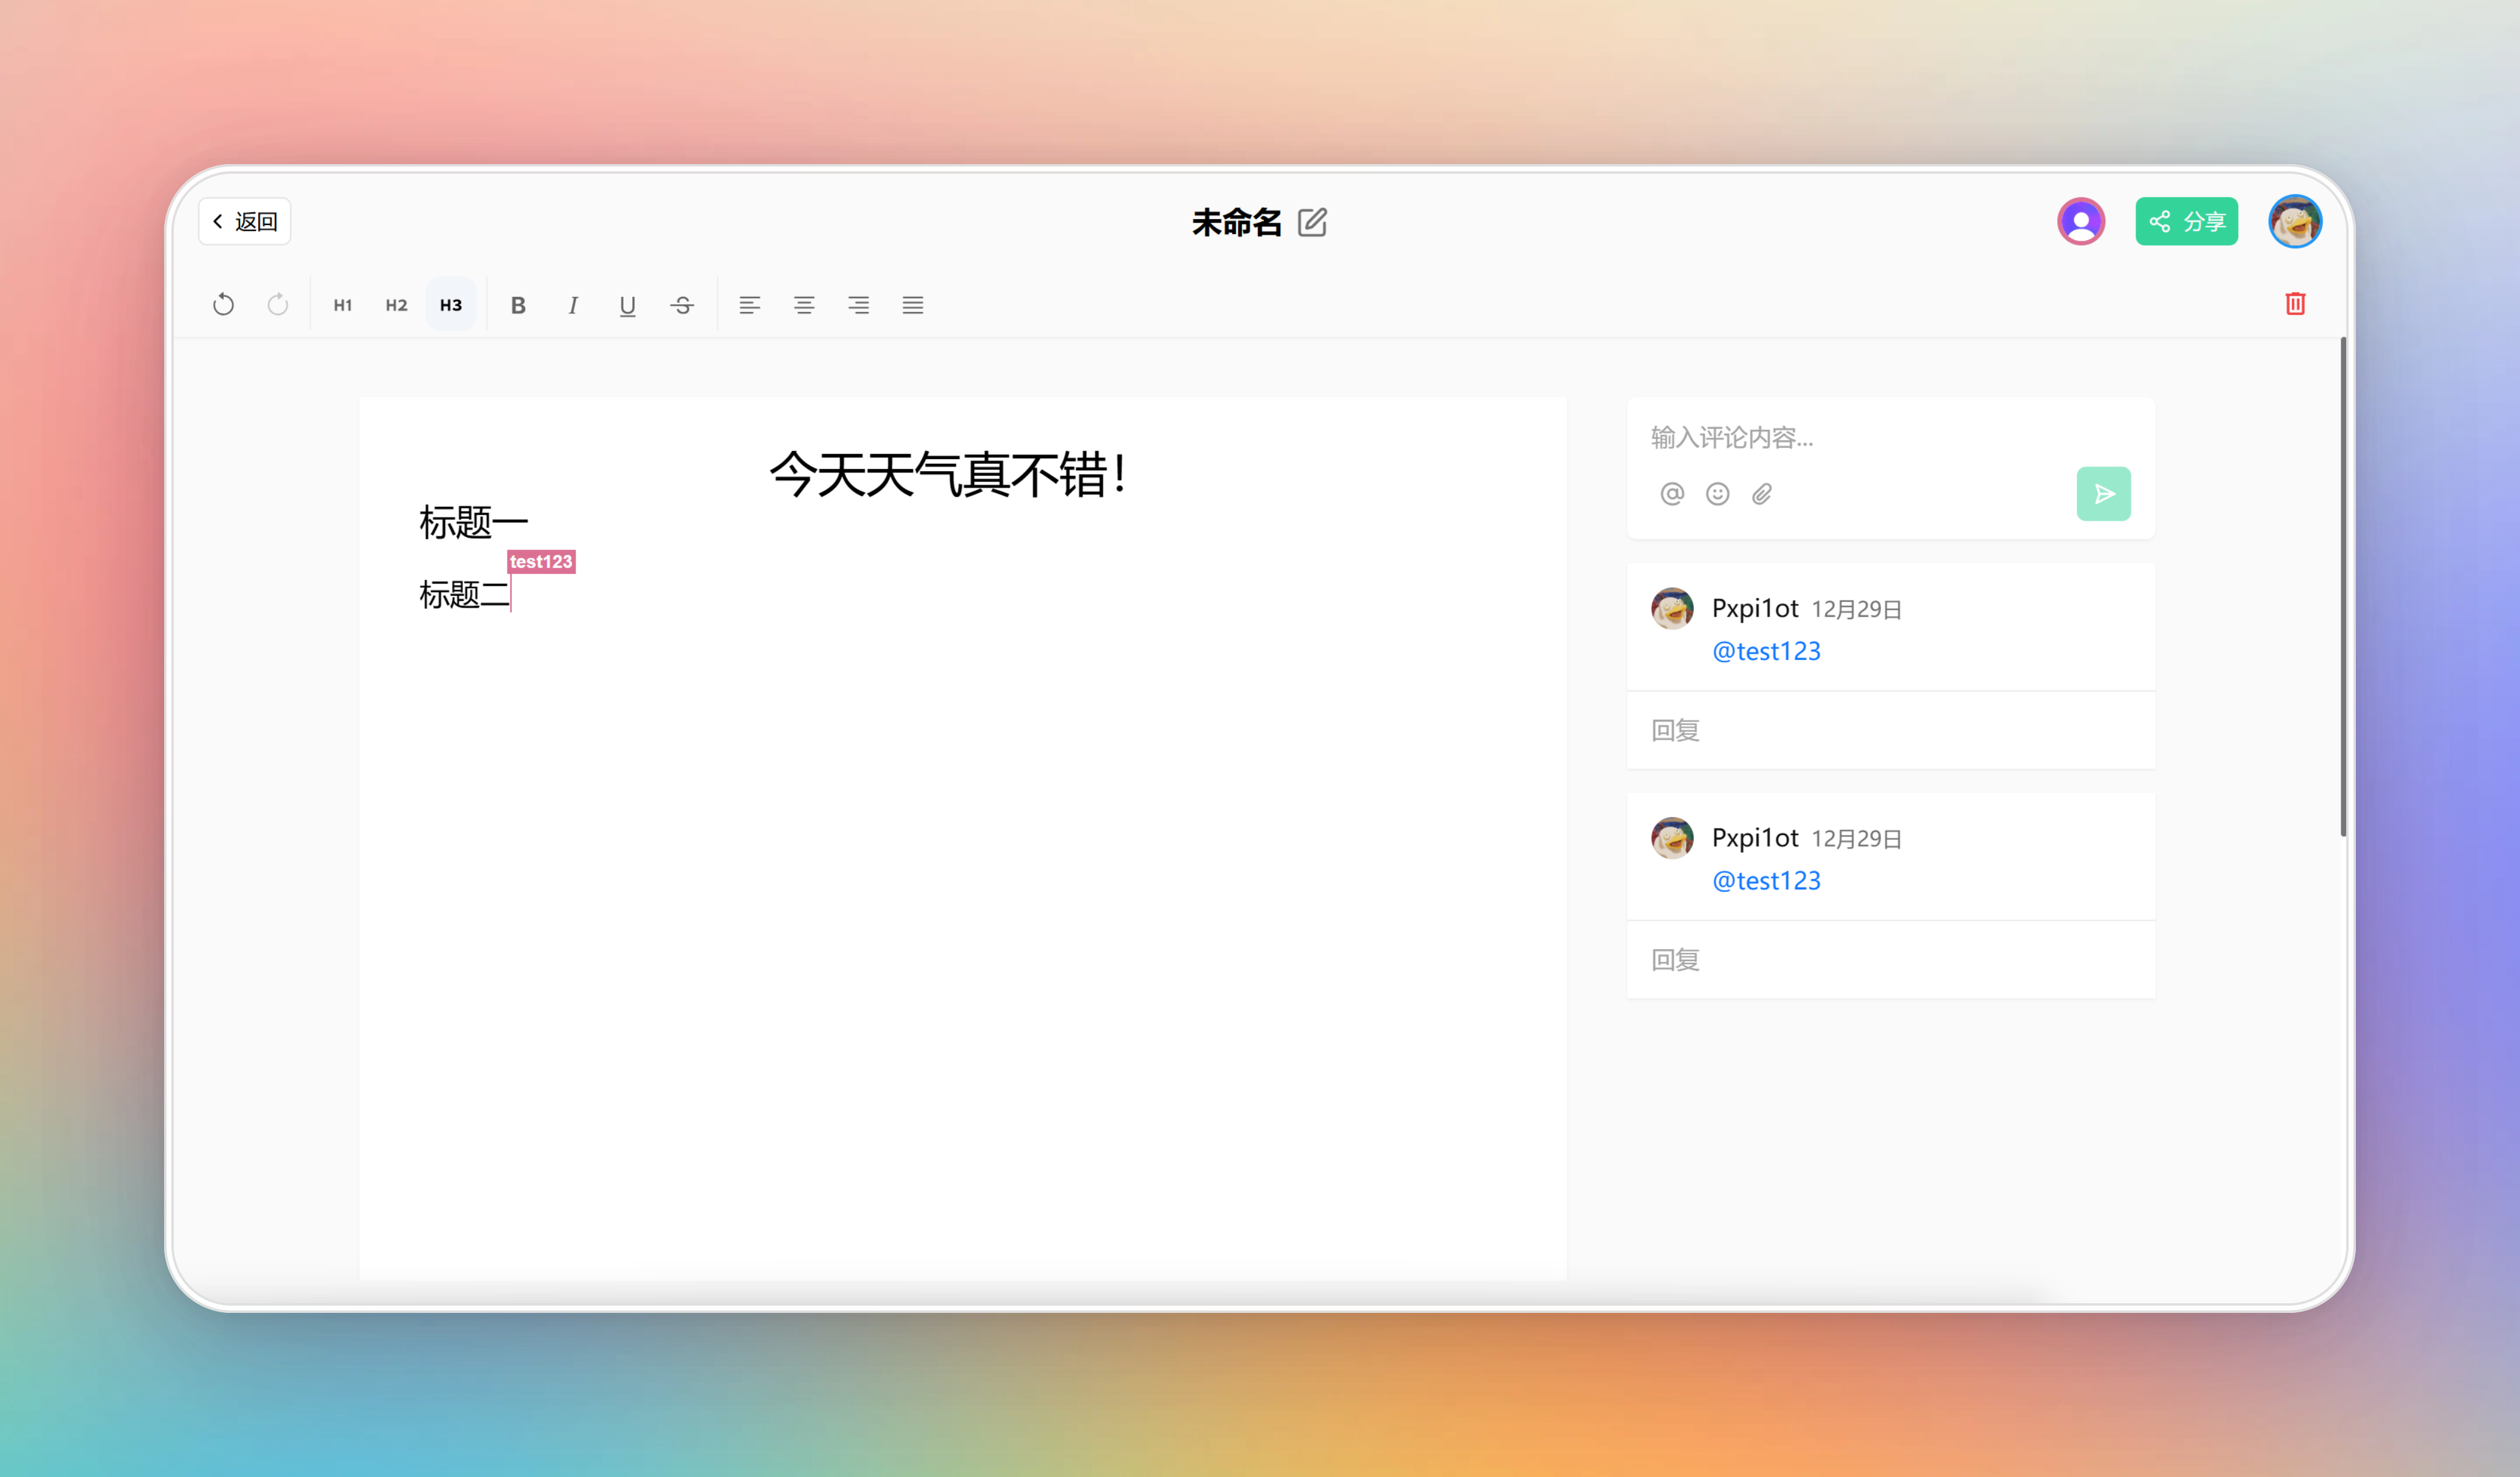 返回
未命名
分享
H1 H2 H3 B I U S
今天天气真不错！
标题一
test123
标题二
输入评论内容...
Pxpi1ot 12月29日
@test123
回复
Pxpi1ot 12月29日
@test123
回复